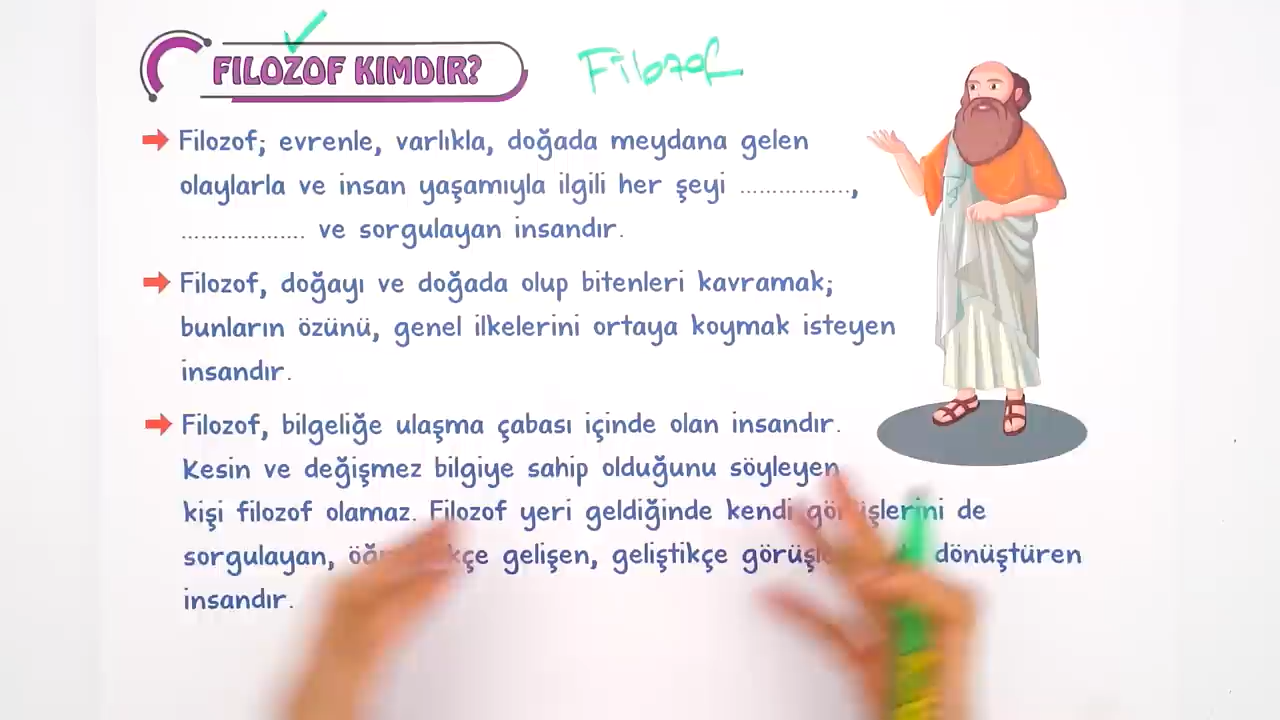 FILOZOF KIMDIR?
Filozof
Filozof; evrenle, varlıkla, doğada meydana gelen
olaylarla ve insan yaşamıyla ilgili her şeyi ................,
.................. ve sorgulayan insandır.
Filozof, doğayı ve doğada olup bitenleri kavramak;
bunların özünü, genel ilkelerini ortaya koymak isteyen
insandır.
Filozof, bilgeliğe ulaşma çabası içinde olan insandır.
Kesin ve değişmez bilgiye sahip olduğunu söyleyen
kişi filozof olamaz. Filozof yeri geldiğinde kendi görüşlerini de
sorgulayan, gelişen, geliştikçe dönüştüren
insandır.